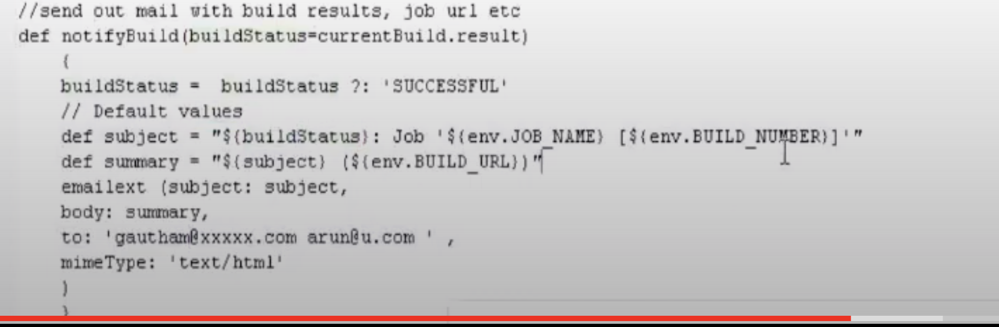 //send out mail with build results, job url etc
def notifyBuild(buildStatus=currentBuild.result)
{
buildStatus =  buildStatus ?: 'SUCCESSFUL'
// Default values
def subject = "${buildStatus}: Job '${env.JOB_NAME} [${env.BUILD_NUMBER}]'"
def summary = "${subject} (${env.BUILD_URL})"
emailext (subject: subject,
body: summary,
to: 'gautham@xxxxx.com arun@u.com ' ,
mimeType: 'text/html'
)
}